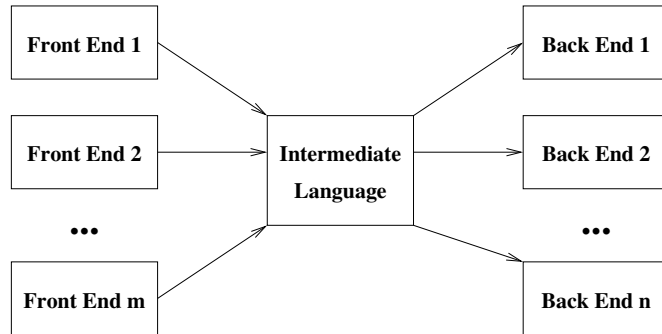 Front End 1
Back End 1
Front End 2
Intermediate
Language
Back End 2
...
...
Front End m
Back End n